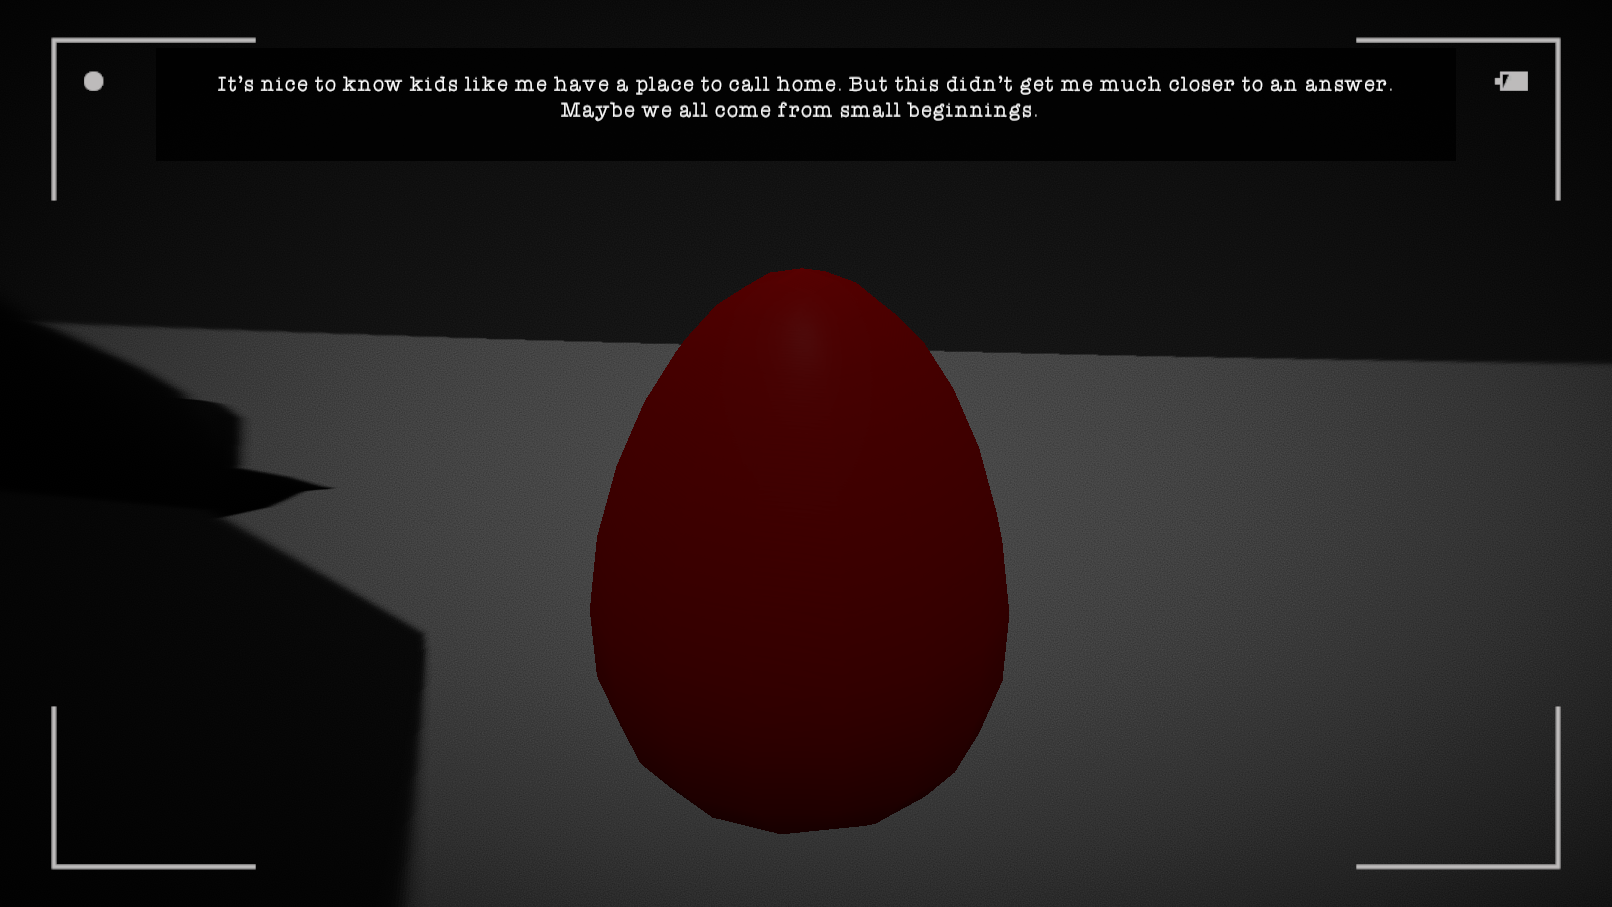 It's nice to know kids like me have a place to call home. But this didn't get me much closer to an answer.
Maybe we all come from small beginnings.